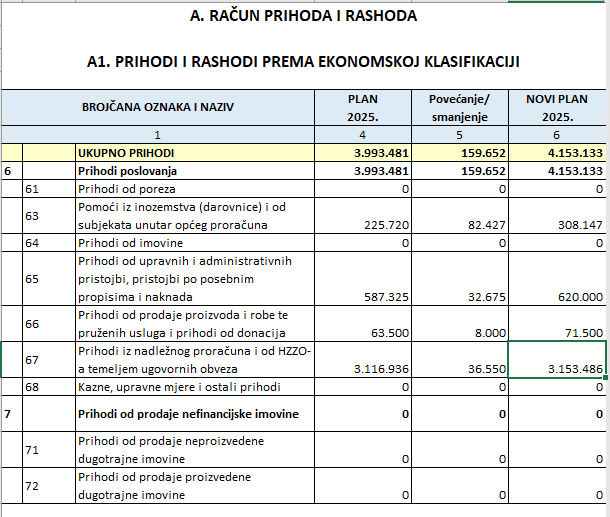 A. RAČUN PRIHODA I RASHODA
A1. PRIHODI I RASHODI PREMA EKONOMSKOJ KLASIFIKACIJI
BROJČANA OZNAKA I NAZIV PLAN 2025. Povećanje/ smanjenje NOVI PLAN 2025.
1 4 5 6
UKUPNO PRIHODI 3.993.481 159.652 4.153.133
6 Prihodi poslovanja 3.993.481 159.652 4.153.133
61 Prihodi od poreza 0 0 0
63 Pomoći iz inozemstva (darovnice) i od
subjekata unutar općeg proračuna 225.720 82.427 308.147
64 Prihodi od imovine 0 0 0
65 Prihodi od upravnih i administrativnih
pristojbi, pristojbi po posebnim
propisima i naknada 587.325 32.675 620.000
66 Prihodi od prodaje proizvoda i robe te
pruženih usluga i prihodi od donacija 63.500 8.000 71.500
67 Prihodi iz nadležnog proračuna i od HZZO-
a temeljem ugovornih obveza 3.116.936 36.550 3.153.486
68 Kazne, upravne mjere i ostali prihodi 0 0 0
7 Prihodi od prodaje nefinancijske imovine 0 0 0
71 Prihodi od prodaje neproizvedene
dugotrajne imovine 0 0 0
72 Prihodi od prodaje proizvedene
dugotrajne imovine 0 0 0